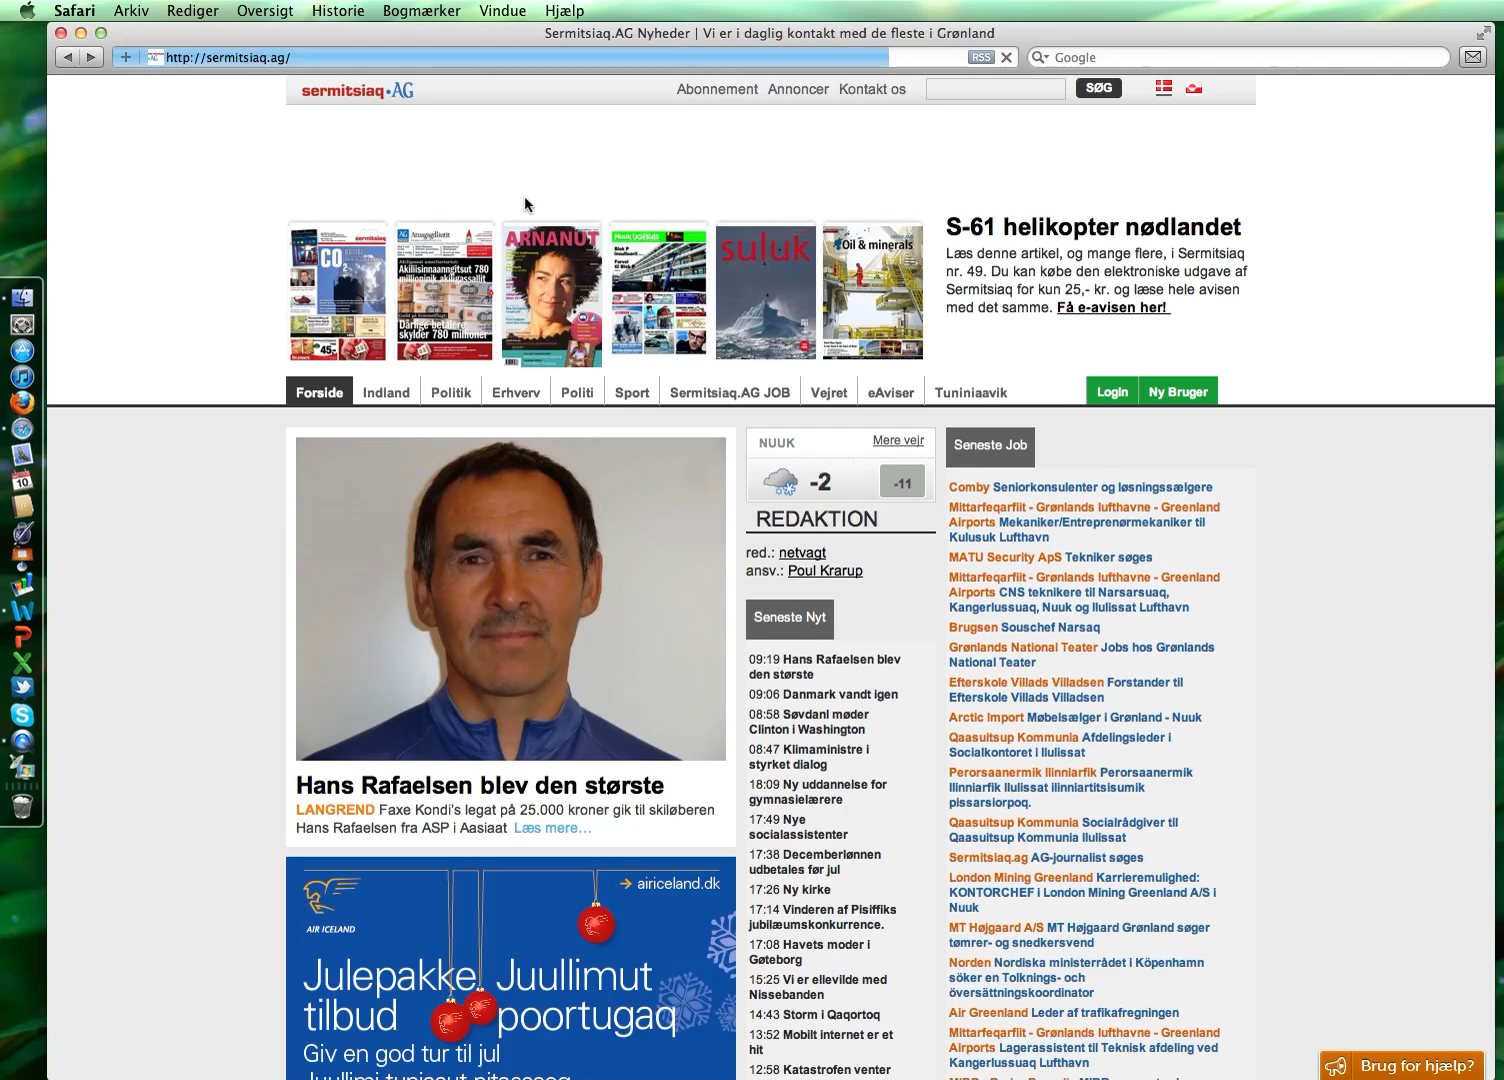 Safari Arkiv Rediger Oversigt Historie Bogmærker Vindue Hjælp
Sermitsiaq.AG Nyheder | Vi er i daglig kontakt med de fleste i Grønland
http://sermitsiaq.ag/
RSS
Google
sermitsiaq•AG
Abonnement Annoncer Kontakt os
SØG
CO2
sermitsiaq
45,-
AG Atuagagdliutit
Akiliisinnaanngitsut 780
millioninik akiligassallit
Dårlige betalere
skylder 780 millioner
ARNANUT
suluk
Oil & minerals
S-61 helikopter nødlandet
Læs denne artikel, og mange flere, i Sermitsiaq
nr. 49. Du kan købe den elektroniske udgave af
Sermitsiaq for kun 25,- kr. og læse hele avisen
med det samme. Få e-avisen her!
Forside Indland Politik Erhverv Politi Sport Sermitsiaq.AG JOB Vejret eAviser Tuniniaavik
Login Ny Bruger
Hans Rafaelsen blev den største
LANGREND Faxe Kondi's legat på 25.000 kroner gik til skiløberen
Hans Rafaelsen fra ASP i Aasiaat Læs mere...
AIR ICELAND
airiceland.dk
Julepakke
tilbud
Juullimut
poortugaq
Giv en god tur til jul
NUUK
Mere vejr
-2
-11
REDAKTION
red.: netvagt
ansv.: Poul Krarup
Seneste Nyt
09:19 Hans Rafaelsen blev
den største
09:06 Danmark vandt igen
08:58 Søvdanl møder
Clinton i Washington
08:47 Klimaministre i
styrket dialog
18:09 Ny uddannelse for
gymnasielærere
17:49 Nye
socialassistenter
17:38 Decemberlønnen
udbetales før jul
17:26 Ny kirke
17:14 Vinderen af Pisiffiks
jubilæumskonkurrence.
17:08 Havets moder i
Gøteborg
15:25 Vi er ellevilde med
Nissebanden
14:43 Storm i Qaqortoq
13:52 Mobilt internet er et
hit
12:58 Katastrofen venter
Seneste Job
Comby Seniorkonsulenter og løsningssælgere
Mittarfeqarfiit - Grønlands lufthavne - Greenland
Airports Mekaniker/Entreprenørmekaniker til
Kulusuk Lufthavn
MATU Security ApS Tekniker søges
Mittarfeqarfiit - Grønlands lufthavne - Greenland
Airports CNS teknikere til Narsarsuaq,
Kangerlussuaq, Nuuk og Ilulissat Lufthavn
Brugsen Souschef Narsaq
Grønlands National Teater Jobs hos Grønlands
National Teater
Efterskole Villads Villadsen Forstander til
Efterskole Villads Villadsen
Arctic Import Møbelsælger i Grønland - Nuuk
Qaasuitsup Kommunia Afdelingsleder i
Socialkontoret i Ilulissat
Perorsaanermik Ilinniarfik Perorsaanermik
Ilinniarfik Ilulissat ilinniartitsisumik
pissarsiorpoq.
Qaasuitsup Kommunia Socialrådgiver til
Qaasuitsup Kommunia Ilulissat
Sermitsiaq.ag AG-journalist søges
London Mining Greenland Karrieremulighed:
KONTORCHEF i London Mining Greenland A/S i
Nuuk
MT Højgaard A/S MT Højgaard Grønland søger
tømrer- og snedkersvend
Norden Nordiska ministerrådet i Köpenhamn
söker en Tolknings- och
översättningskoordinator
Air Greenland Leder af trafikafregningen
Mittarfeqarfiit - Grønlands lufthavne - Greenland
Airports Lagerassistent til Teknisk afdeling ved
Kangerlussuaq Lufthavn
Brug for hjælp?